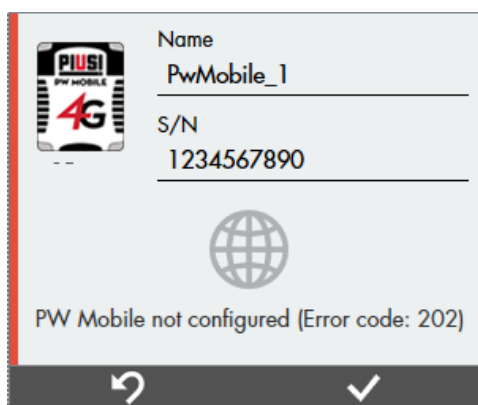 Name
PwMobile_1
PIUSI
PW MOBILE
4G
S/N
1234567890
--
PW Mobile not configured (Error code: 202)